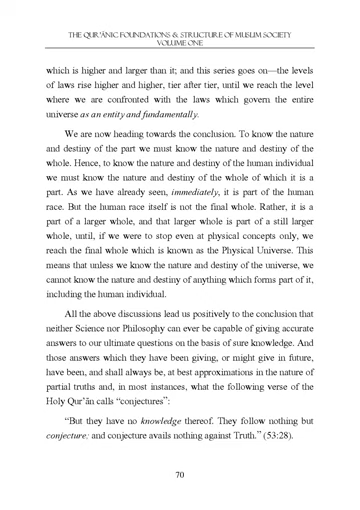 THE QUR'ĀNIC FOUNDATIONS & STRUCTURE OF MUSLIM SOCIETY
VOLUME ONE
which is higher and larger than it; and this series goes on—the levels
of laws rise higher and higher, tier after tier, until we reach the level
where we are confronted with the laws which govern the entire
universe as an entity and fundamentally.
We are now heading towards the conclusion. To know the nature
and destiny of the part we must know the nature and destiny of the
whole. Hence, to know the nature and destiny of the human individual
we must know the nature and destiny of the whole of which it is a
part. As we have already seen, immediately, it is part of the human
race. But the human race itself is not the final whole. Rather, it is a
part of a larger whole, and that larger whole is part of a still larger
whole, until, if we were to stop even at physical concepts only, we
reach the final whole which is known as the Physical Universe. This
means that unless we know the nature and destiny of the universe, we
cannot know the nature and destiny of anything which forms part of it,
including the human individual.
All the above discussions lead us positively to the conclusion that
neither Science nor Philosophy can ever be capable of giving accurate
answers to our ultimate questions on the basis of sure knowledge. And
those answers which they have been giving, or might give in future,
have been, and shall always be, at best approximations in the nature of
partial truths and, in most instances, what the following verse of the
Holy Qur'ān calls “conjectures”:
“But they have no knowledge thereof. They follow nothing but
conjecture; and conjecture avails nothing against Truth.” (53:28).
70